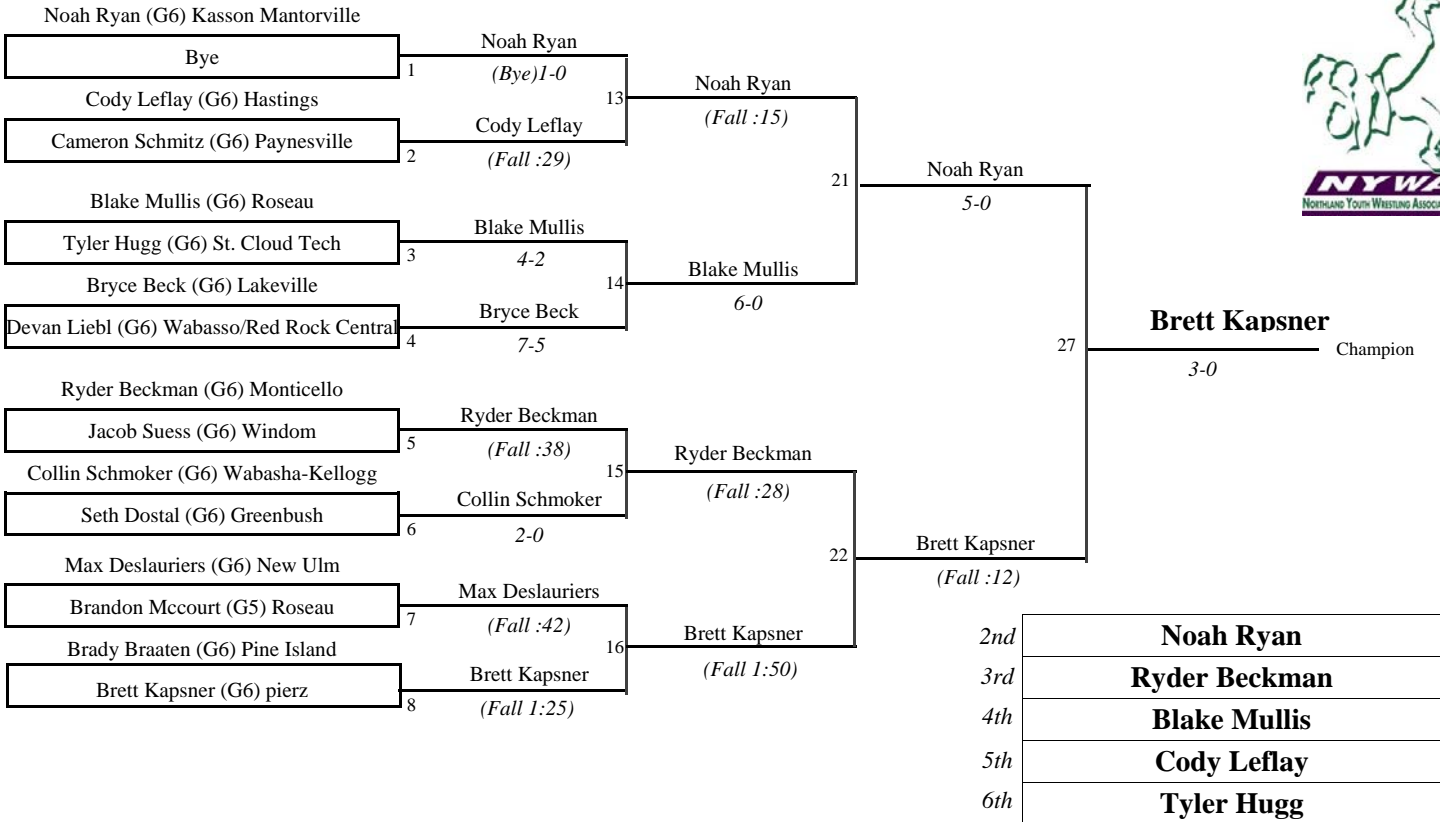 Noah Ryan (G6) Kasson Mantorville
Bye
1
Cody Leflay (G6) Hastings
Cameron Schmitz (G6) Paynesville
2
Blake Mullis (G6) Roseau
Tyler Hugg (G6) St. Cloud Tech
3
Bryce Beck (G6) Lakeville
Devan Liebl (G6) Wabasso/Red Rock Central
4
Ryder Beckman (G6) Monticello
Jacob Suess (G6) Windom
5
Collin Schmoker (G6) Wabasha-Kellogg
Seth Dostal (G6) Greenbush
6
Max Deslauriers (G6) New Ulm
Brandon Mccourt (G5) Roseau
7
Brady Braaten (G6) Pine Island
Brett Kapsner (G6) pierz
8
Noah Ryan
(Bye)1-0
13
Cody Leflay
(Fall :29)
Blake Mullis
4-2
14
Bryce Beck
7-5
Ryder Beckman
(Fall :38)
15
Collin Schmoker
2-0
Max Deslauriers
(Fall :42)
16
Brett Kapsner
(Fall 1:25)
Noah Ryan
(Fall :15)
21
Blake Mullis
6-0
Ryder Beckman
(Fall :28)
22
Brett Kapsner
(Fall 1:50)
Noah Ryan
5-0
27
Brett Kapsner
(Fall :12)
Brett Kapsner
Champion
3-0
NYWA
Northland Youth Wrestling
2nd Noah Ryan
3rd Ryder Beckman
4th Blake Mullis
5th Cody Leflay
6th Tyler Hugg